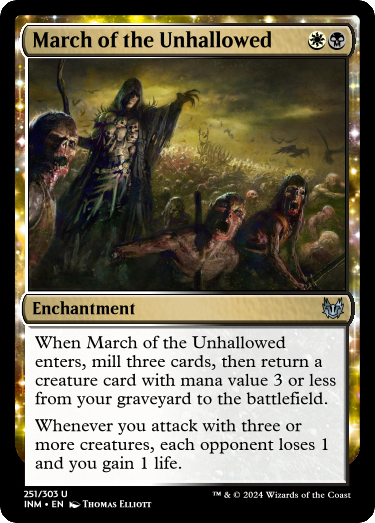 March of the Unhallowed
Enchantment
When March of the Unhallowed
enters, mill three cards, then return a
creature card with mana value 3 or less
from your graveyard to the battlefield.
Whenever you attack with three or
more creatures, each opponent loses 1
and you gain 1 life.
251/303 U
INM • EN Thomas Elliott
™ & © 2024 Wizards of the Coast